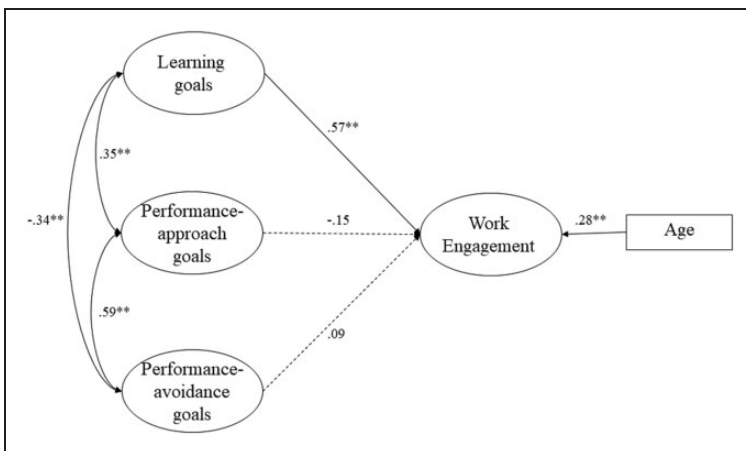 Learning
goals
.57**
.35**
-.34**
Performance-
approach
goals
-.15
Work
Engagement
.28**
Age
.59**
.09
Performance-
avoidance
goals